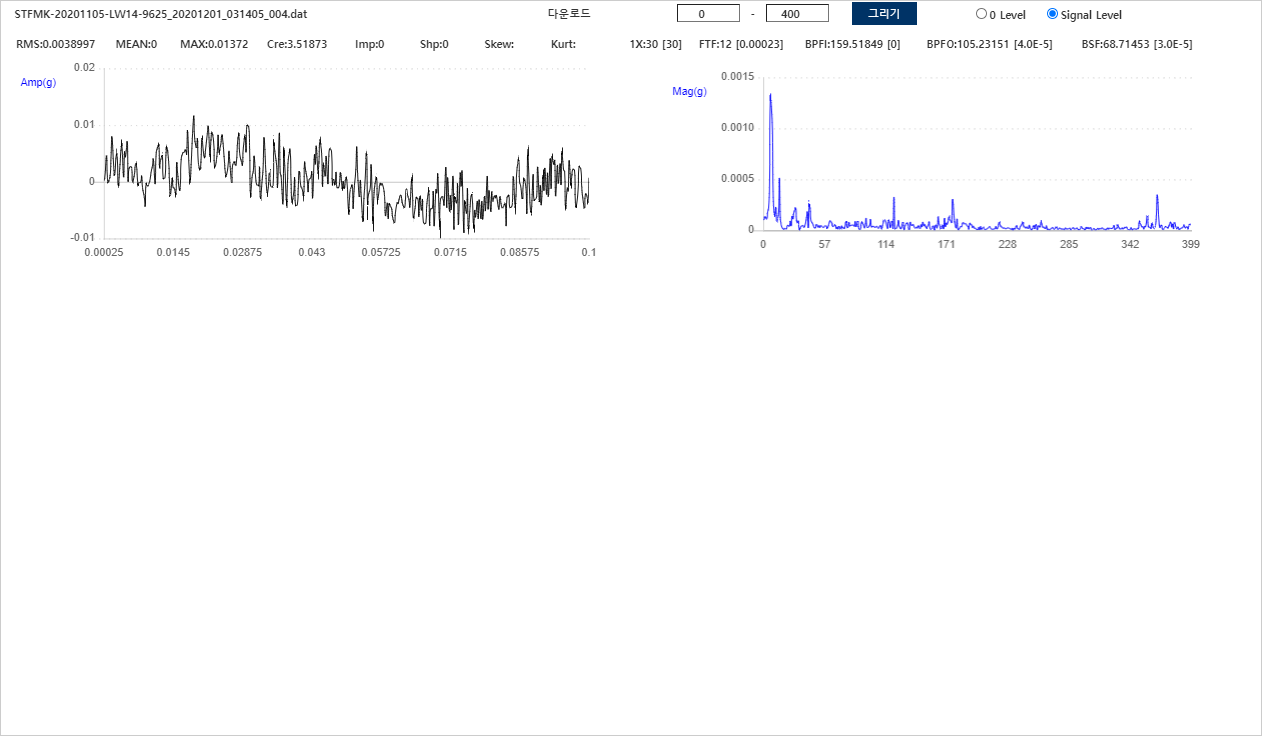 STFMK-20201105-LW14-9625_20201201_031405_004.dat 다운로드 0 - 400 그리기 0 Level Signal Level
RMS:0.0038997 MEAN:0 MAX:0.01372 Cre:3.51873 Imp:0 Shp:0 Skew: Kurt: 1X:30 [30] FTF:12 [0.00023] BPFI:159.51849 [0] BPFO:105.23151 [4.0E-5] BSF:68.71453 [3.0E-5]
Amp(g)
0.02
0.01
0
-0.01
0.00025 0.0145 0.02875 0.043 0.05725 0.0715 0.08575 0.1
Mag(g)
0.0015
0.0010
0.0005
0
0 57 114 171 228 285 342 399